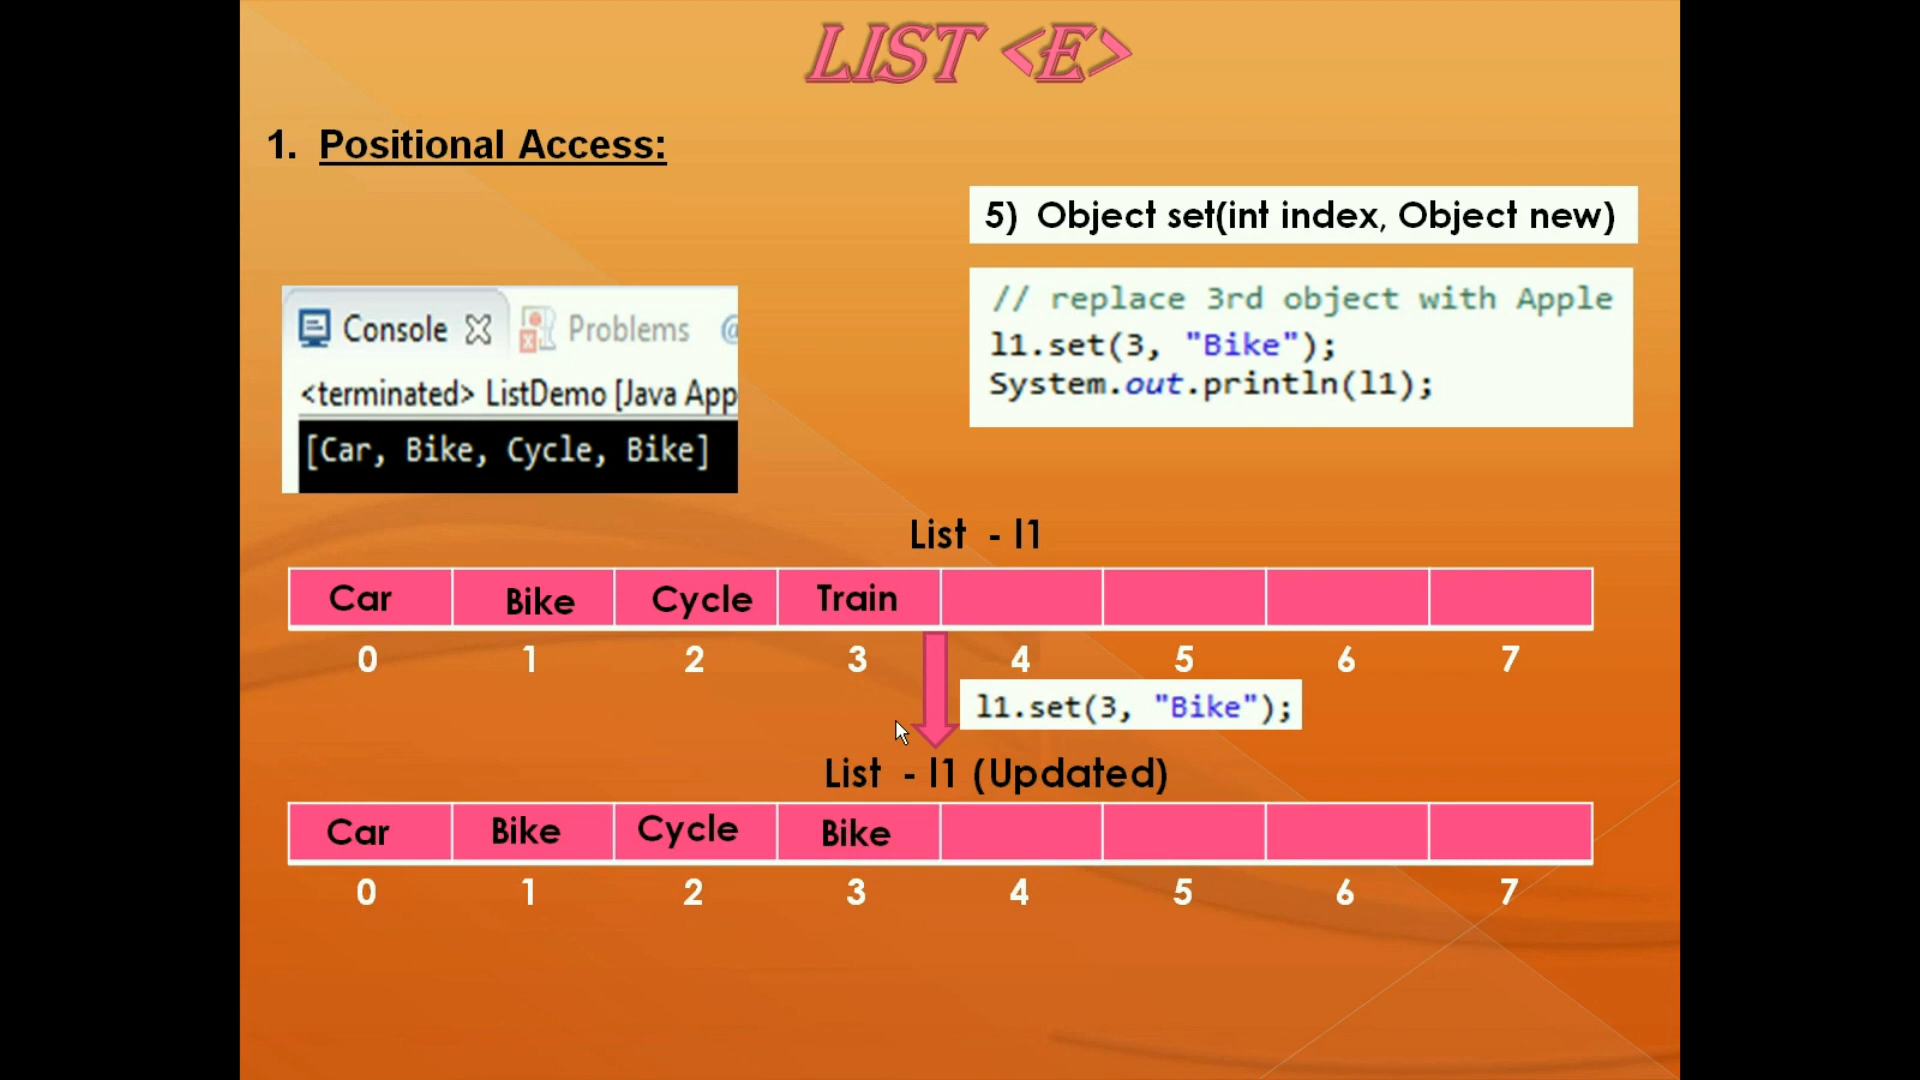 LIST <E>
1. Positional Access:
5) Object set(int index, Object new)
// replace 3rd object with Apple
l1.set(3, "Bike");
System.out.println(l1);
Console Problems @
<terminated> ListDemo [Java App
[Car, Bike, Cycle, Bike]
List - l1
Car Bike Cycle Train
0 1 2 3 4 5 6 7
l1.set(3, "Bike");
List - l1 (Updated)
Car Bike Cycle Bike
0 1 2 3 4 5 6 7